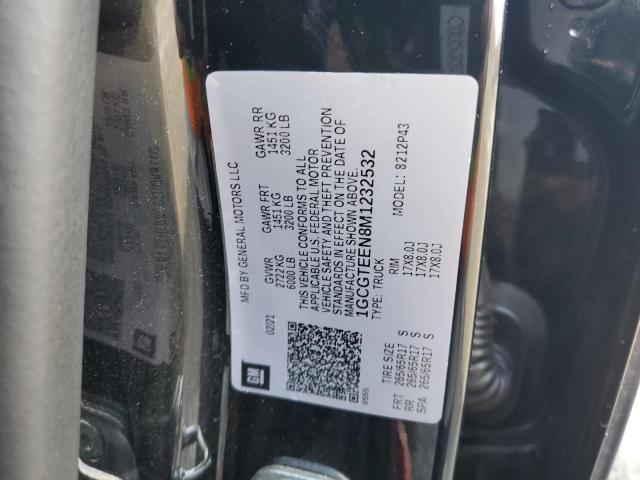 MFD BY GENERAL MOTORS LLC
02/21 GVWR GAWR FRT GAWR RR
2722 KG 1451 KG 1451 KG
6000 LB 3200 LB 3200 LB
THIS VEHICLE CONFORMS TO ALL
APPLICABLE U.S. FEDERAL MOTOR
VEHICLE SAFETY AND THEFT PREVENTION
STANDARDS IN EFFECT ON THE DATE OF
MANUFACTURE SHOWN ABOVE.
1GCGTEEN8M1232532
TYPE: TRUCK MODEL: 8212P43
GM
TIRE SIZE RIM
FRT 265/65R17 S 17X8.0J
RR 265/65R17 S 17X8.0J
SPA 265/65R17 S 17X8.0J